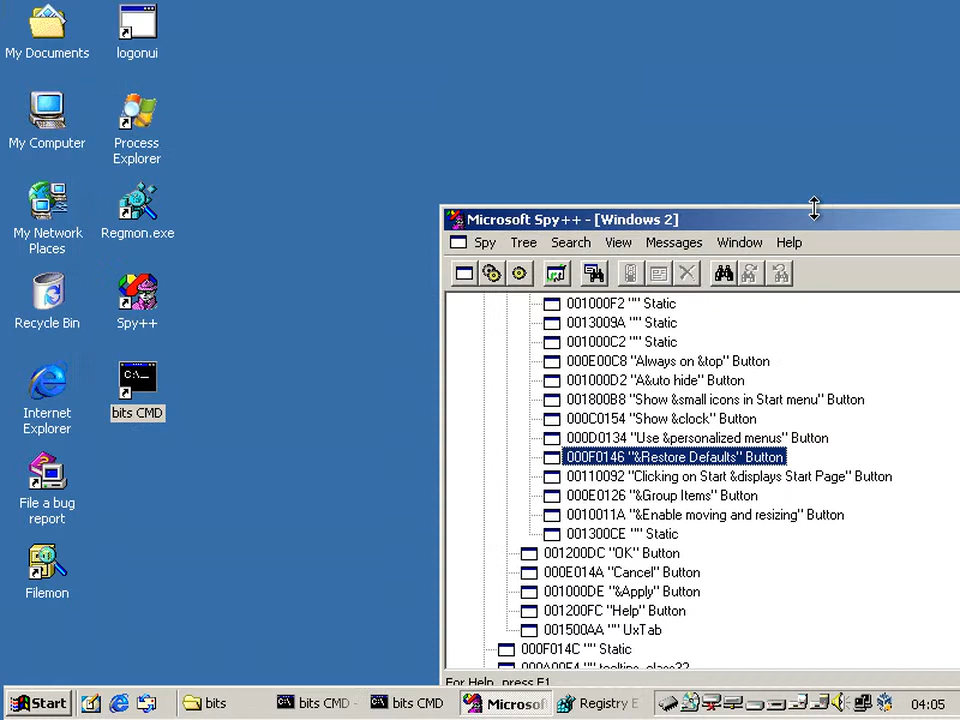 My Documents
logonui
My Computer
Process
Explorer
My Network
Places
Regmon.exe
Recycle Bin
Spy++
Internet
Explorer
bits CMD
File a bug
report
Filemon
Microsoft Spy++ - [Windows 2]
Spy Tree Search View Messages Window Help
001000F2 "" Static
0013009A "" Static
001000C2 "" Static
000E00C8 "Always on &top" Button
001000D2 "A&uto hide" Button
001800B8 "Show &small icons in Start menu" Button
000C0154 "Show &clock" Button
000D0134 "Use &personalized menus" Button
000F0146 "&Restore Defaults" Button
00110092 "Clicking on Start &displays Start Page" Button
000E0126 "&Group Items" Button
0010011A "&Enable moving and resizing" Button
001300CE "" Static
001200DC "OK" Button
000E014A "Cancel" Button
001000DE "&Apply" Button
001200FC "Help" Button
001500AA "" UxTab
000F014C "" Static
000A00F4 "" tooltips_class32
For Help, press F1
Start bits bits CMD - bits CMD Microsof Registry E 04:05